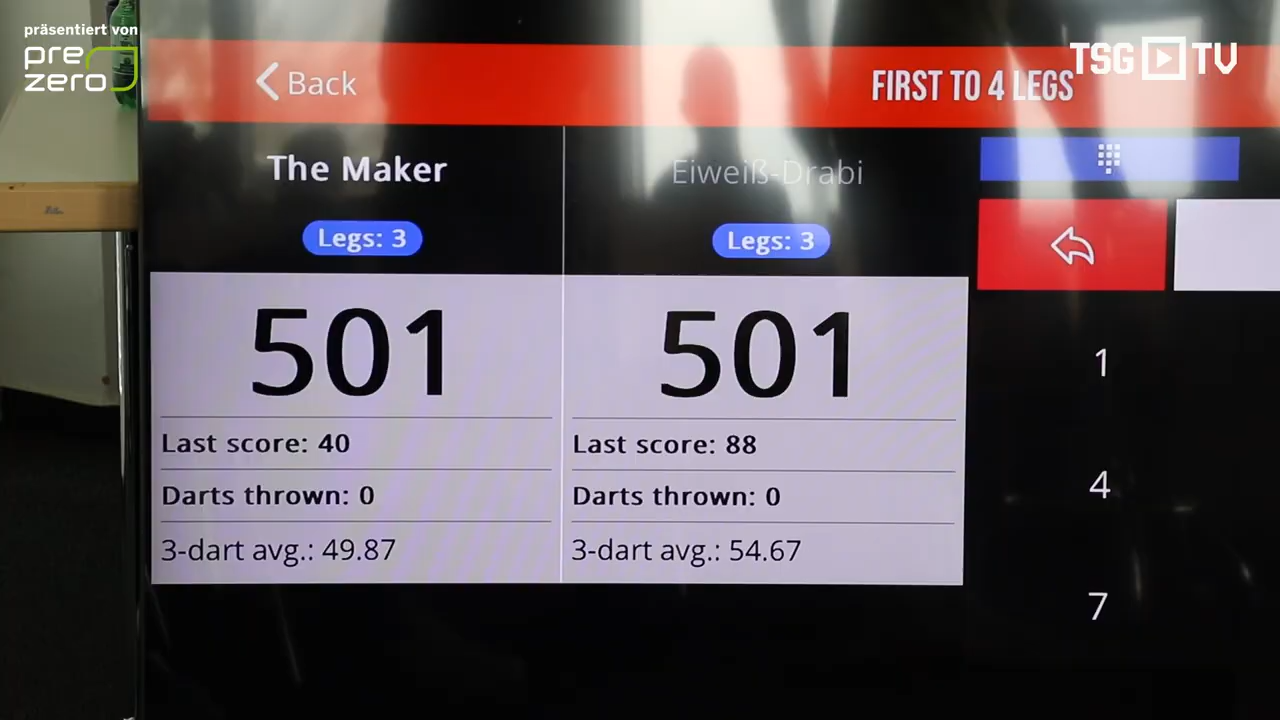 präsentiert von
pre
zero
TSG TV
Back
FIRST TO 4 LEGS
The Maker
Eiweiß-Drabi
Legs: 3
Legs: 3
501
501
Last score: 40
Last score: 88
Darts thrown: 0
Darts thrown: 0
3-dart avg.: 49.87
3-dart avg.: 54.67
1
4
7